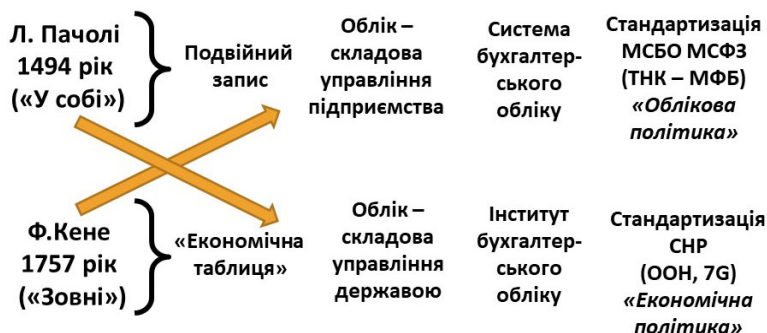 Л. Пачолі
1494 рік
(«У собі»)
Подвійний
запис
Облік –
складова
управління
підприємства
Система
бухгалтер-
ського
обліку
Стандартизація
МСБО МСФЗ
(ТНК – МФБ)
«Облікова
політика»
Ф.Кене
1757 рік
(«Зовні»)
«Економічна
таблиця»
Облік –
складова
управління
державою
Інститут
бухгалтер-
ського
обліку
Стандартизація
СНР
(ООН, 7G)
«Економічна
політика»